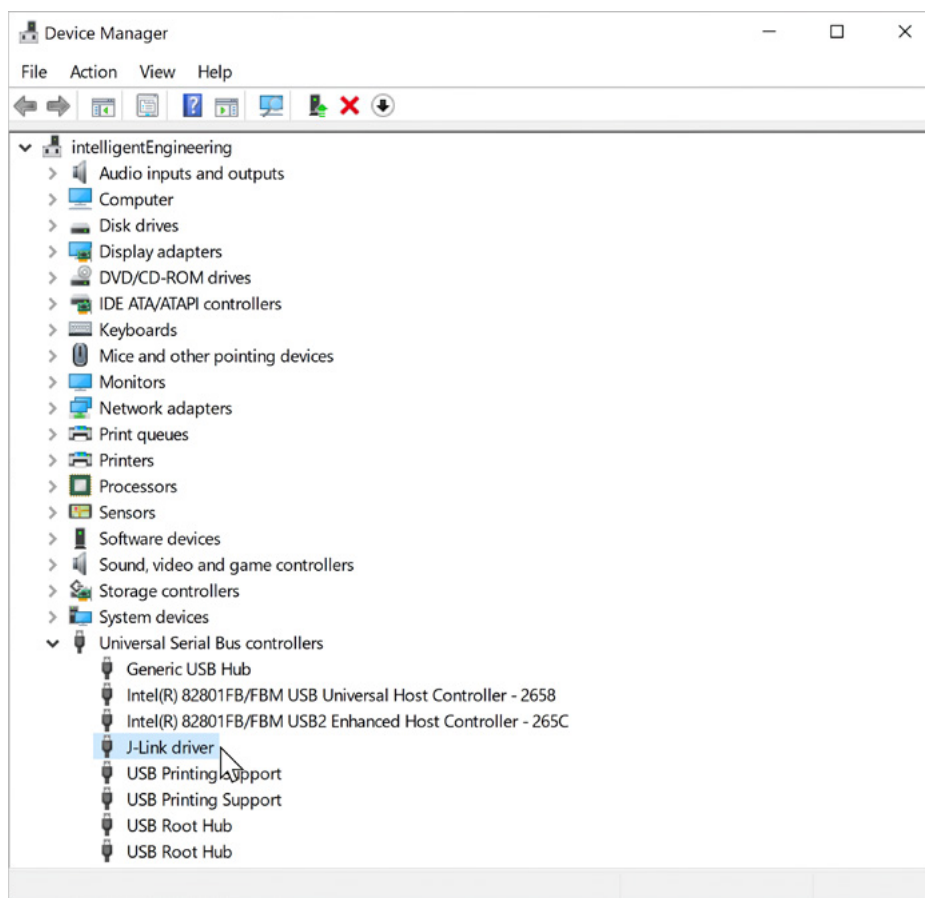 Device Manager
File Action View Help
intelligentEngineering
Audio inputs and outputs
Computer
Disk drives
Display adapters
DVD/CD-ROM drives
IDE ATA/ATAPI controllers
Keyboards
Mice and other pointing devices
Monitors
Network adapters
Print queues
Printers
Processors
Sensors
Software devices
Sound, video and game controllers
Storage controllers
System devices
Universal Serial Bus controllers
Generic USB Hub
Intel(R) 82801FB/FBM USB Universal Host Controller - 2658
Intel(R) 82801FB/FBM USB2 Enhanced Host Controller - 265C
J-Link driver
USB Printing Support
USB Printing Support
USB Root Hub
USB Root Hub